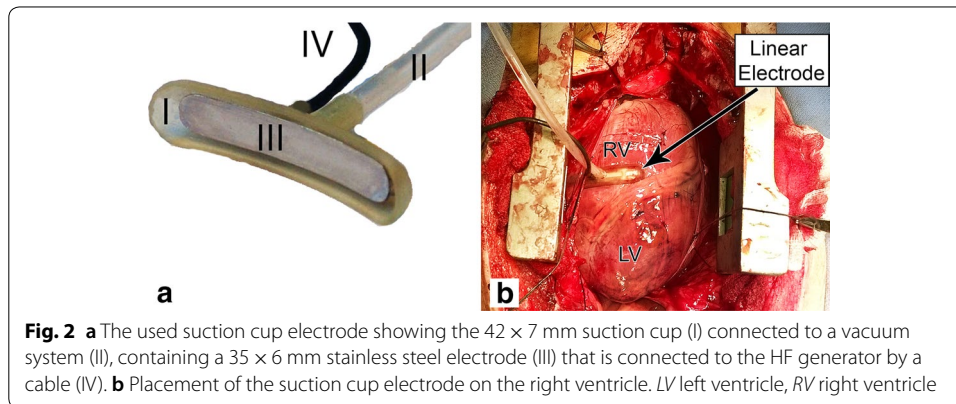 IV
II
I
III
a
Linear
Electrode
RV
LV
b
Fig. 2 a The used suction cup electrode showing the 42 × 7 mm suction cup (I) connected to a vacuum
system (II), containing a 35 × 6 mm stainless steel electrode (III) that is connected to the HF generator by a
cable (IV). b Placement of the suction cup electrode on the right ventricle. LV left ventricle, RV right ventricle